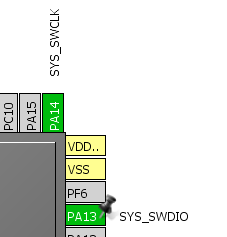 SYS_SWCLK
PC10
PA15
PA14
VDD..
VSS
PF6
PA13
SYS_SWDIO